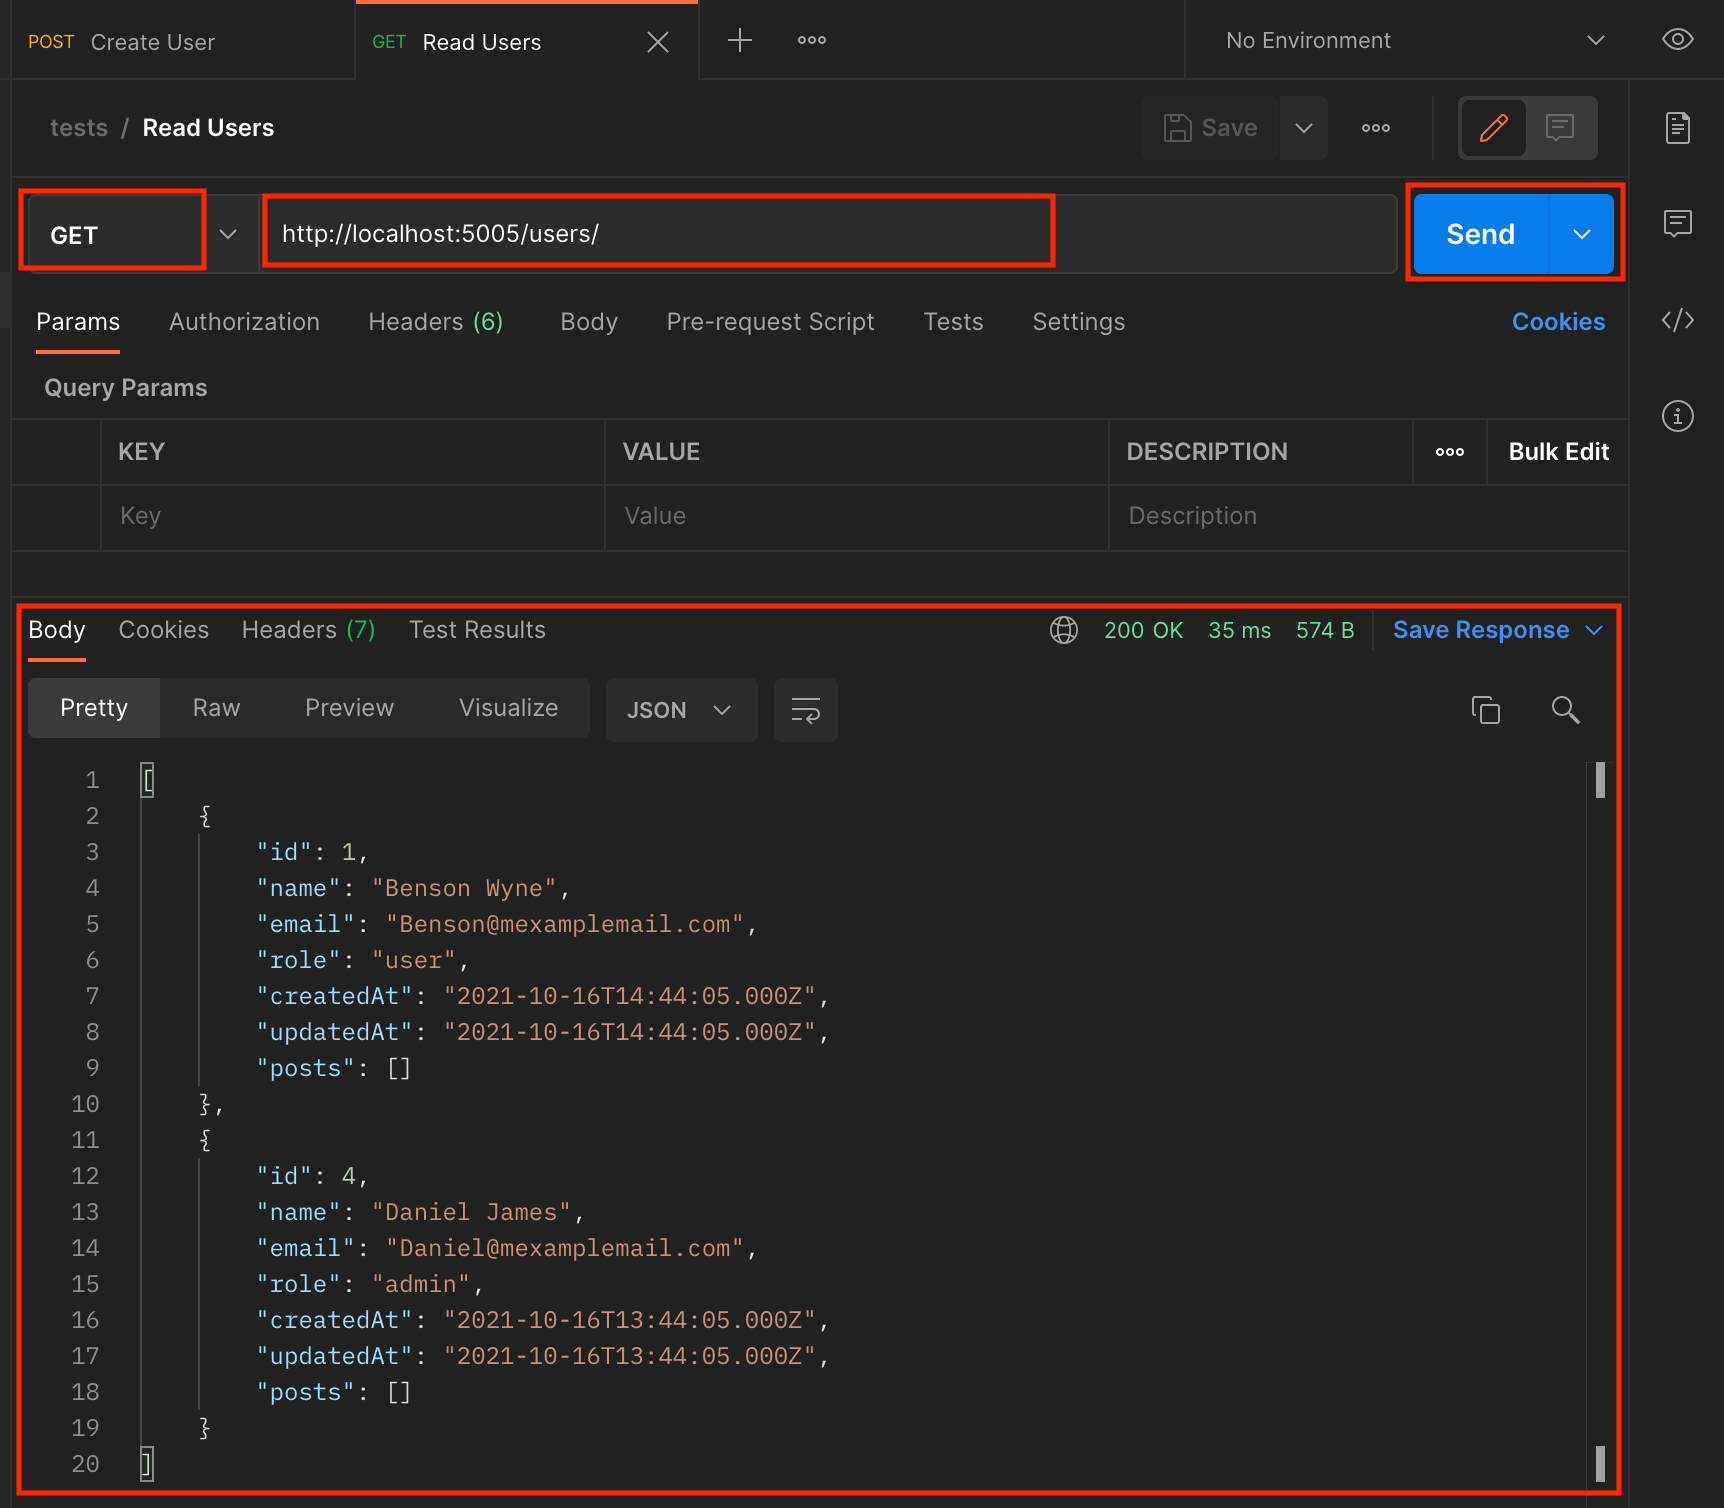 POST Create User
GET Read Users
No Environment
tests / Read Users
Save
GET
http://localhost:5005/users/
Send
Params Authorization Headers (6) Body Pre-request Script Tests Settings Cookies
Query Params
KEY VALUE DESCRIPTION Bulk Edit
Key Value Description
Body Cookies Headers (7) Test Results 200 OK 35 ms 574 B Save Response
Pretty Raw Preview Visualize JSON
1 [
2 {
3 "id": 1,
4 "name": "Benson Wyne",
5 "email": "Benson@mexamplemail.com",
6 "role": "user",
7 "createdAt": "2021-10-16T14:44:05.000Z",
8 "updatedAt": "2021-10-16T14:44:05.000Z",
9 "posts": []
10 },
11 {
12 "id": 4,
13 "name": "Daniel James",
14 "email": "Daniel@mexamplemail.com",
15 "role": "admin",
16 "createdAt": "2021-10-16T13:44:05.000Z",
17 "updatedAt": "2021-10-16T13:44:05.000Z",
18 "posts": []
19 }
20 ]